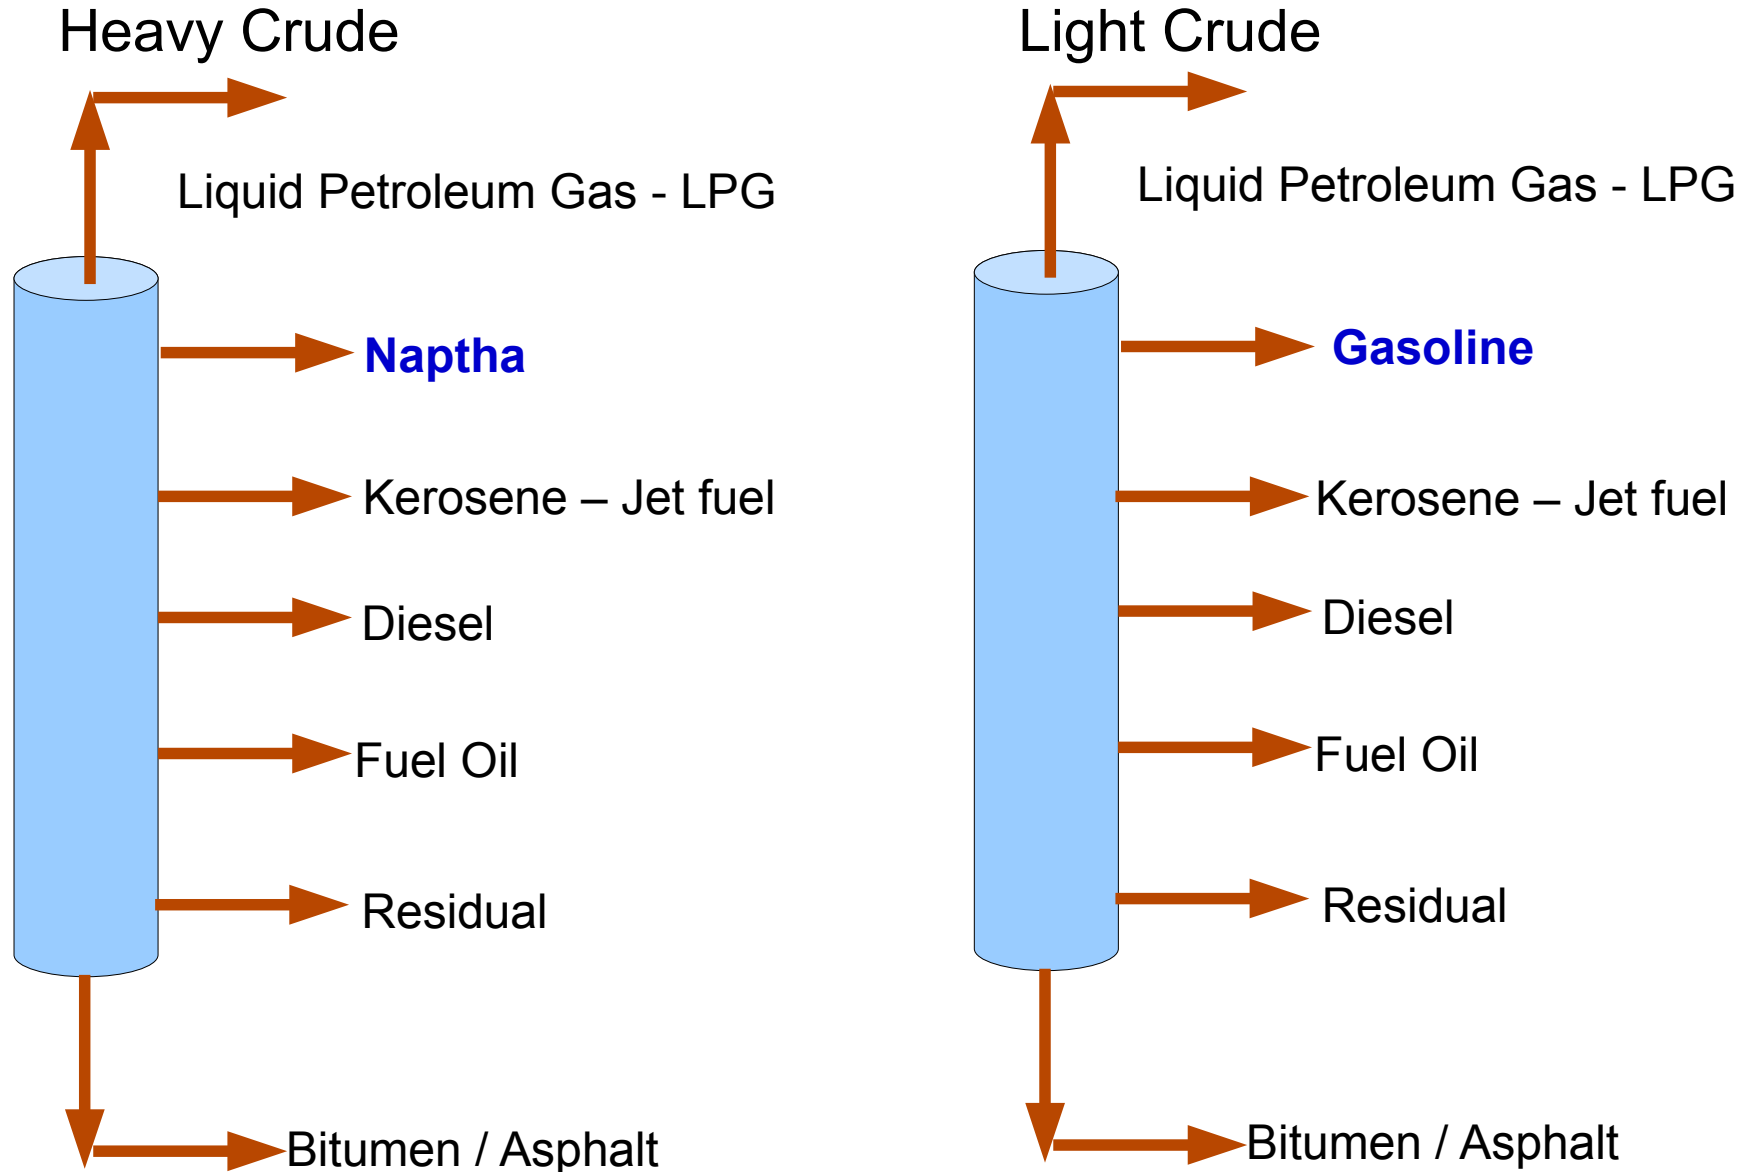 Heavy Crude
Liquid Petroleum Gas - LPG
Naptha
Kerosene – Jet fuel
Diesel
Fuel Oil
Residual
Bitumen / Asphalt
Light Crude
Liquid Petroleum Gas - LPG
Gasoline
Kerosene – Jet fuel
Diesel
Fuel Oil
Residual
Bitumen / Asphalt